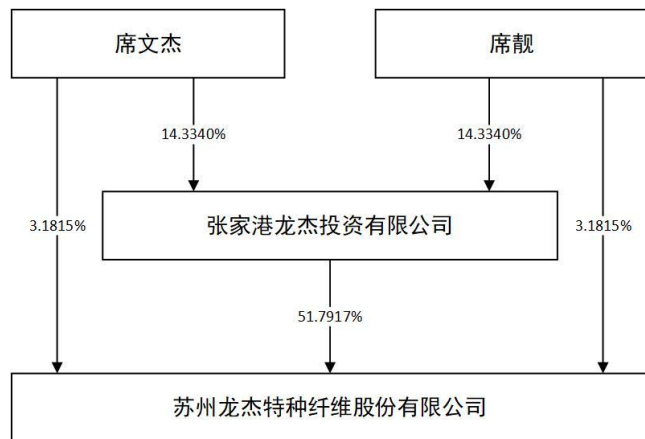 席文杰
席靓
14.3340%
14.3340%
3.1815%
张家港龙杰投资有限公司
3.1815%
51.7917%
苏州龙杰特种纤维股份有限公司